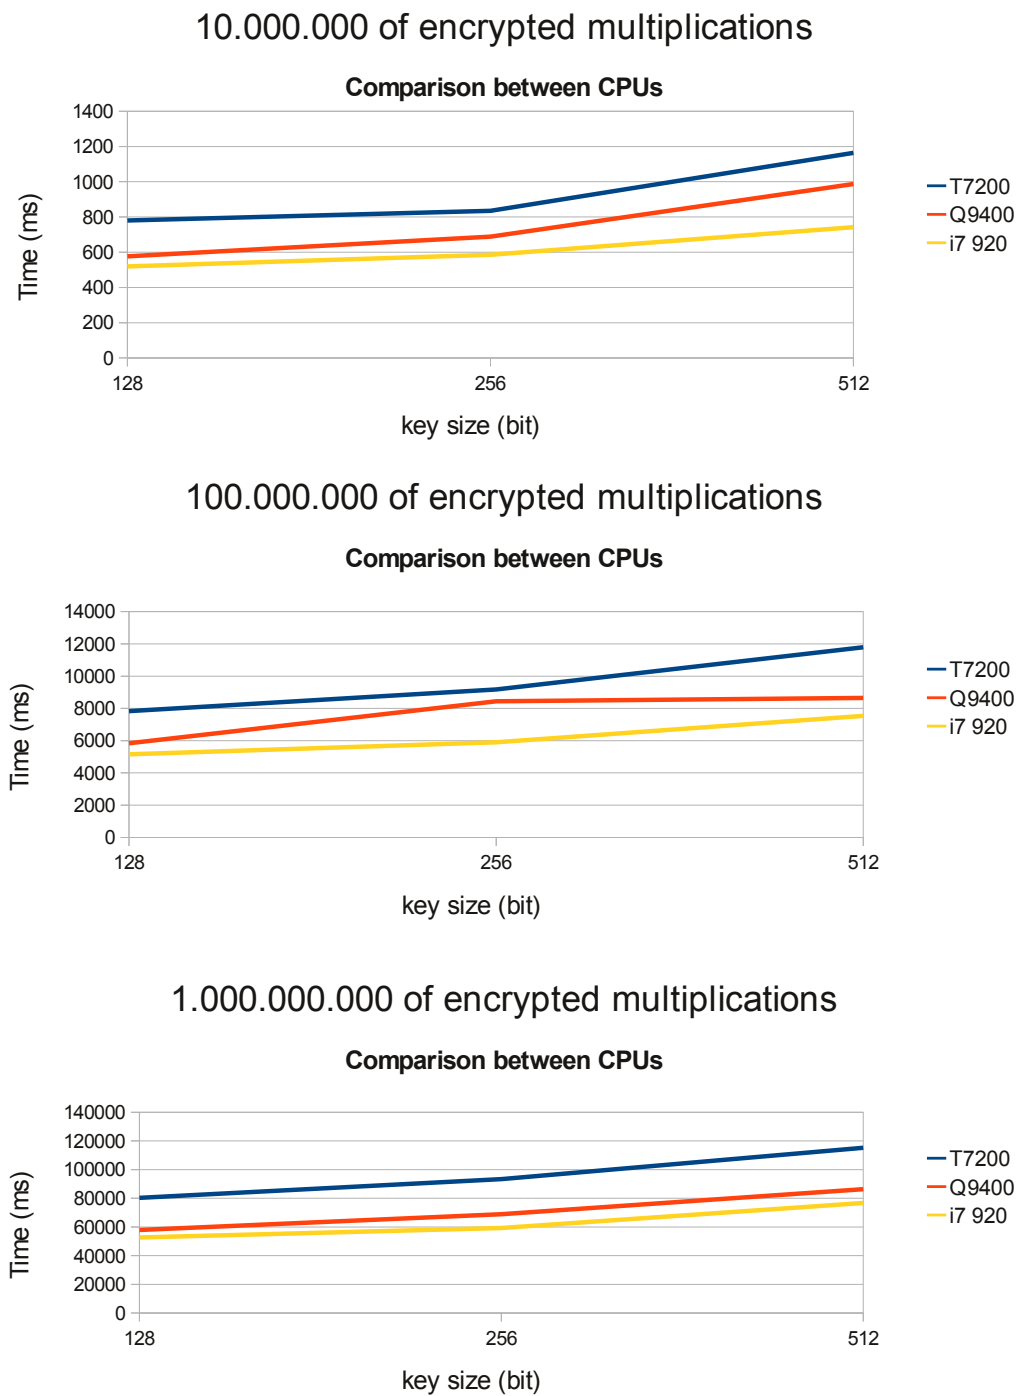 10.000.000 of encrypted multiplications
Comparison between CPUs
1400
1200
1000
800
600
400
200
0
128
256
512
Time (ms)
key size (bit)
T7200
Q9400
i7 920
100.000.000 of encrypted multiplications
Comparison between CPUs
14000
12000
10000
8000
6000
4000
2000
0
128
256
512
Time (ms)
key size (bit)
T7200
Q9400
i7 920
1.000.000.000 of encrypted multiplications
Comparison between CPUs
140000
120000
100000
80000
60000
40000
20000
0
128
256
512
Time (ms)
key size (bit)
T7200
Q9400
i7 920